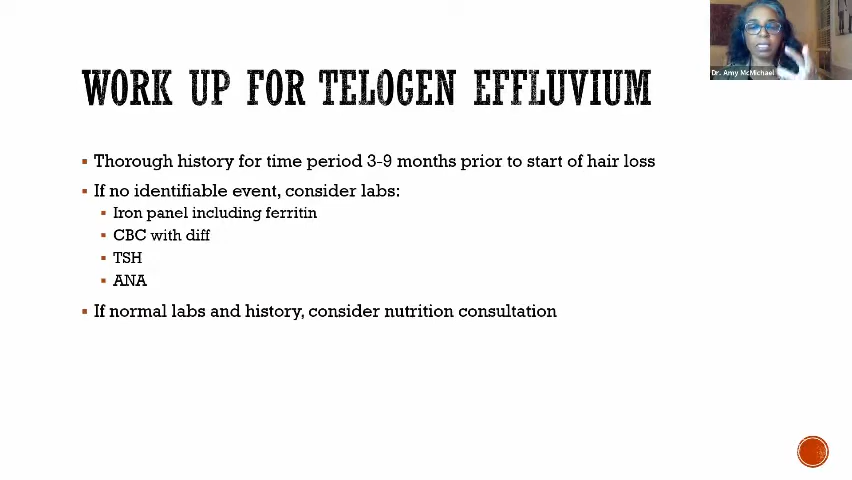 WORK UP FOR TELOGEN EFFLUVIUM
Thorough history for time period 3-9 months prior to start of hair loss
If no identifiable event, consider labs:
Iron panel including ferritin
CBC with diff
TSH
ANA
If normal labs and history, consider nutrition consultation
Dr. Amy McMichael